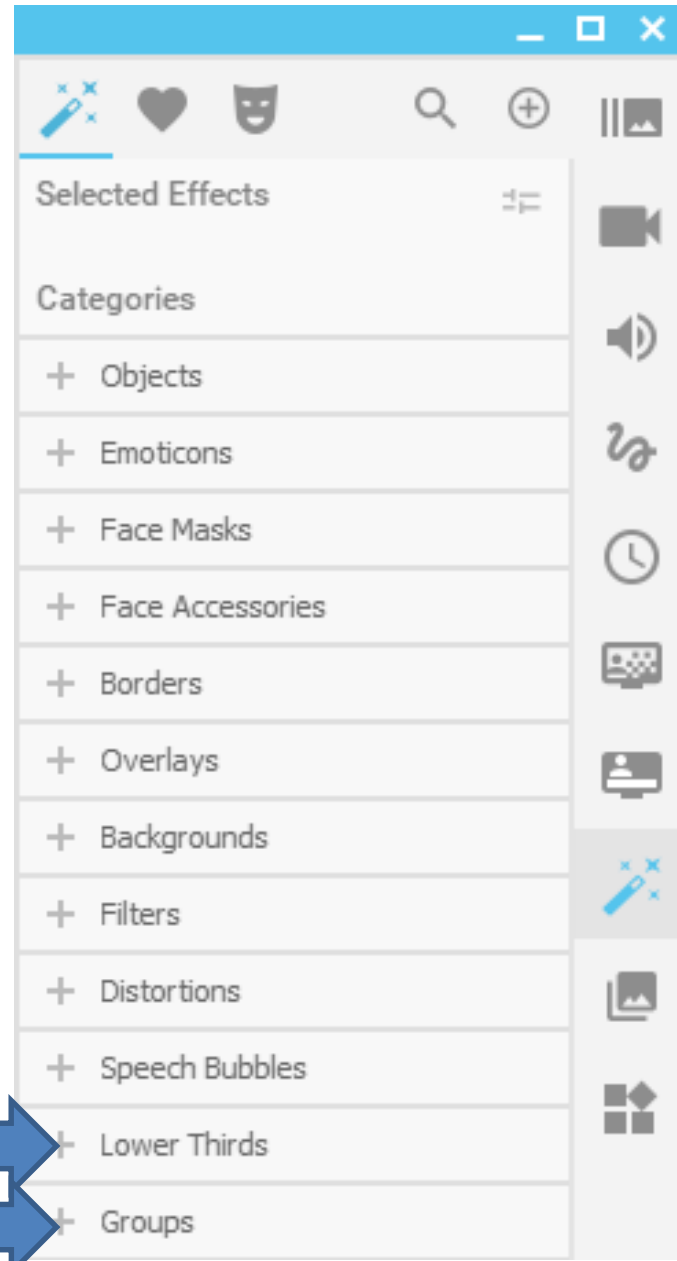 Selected Effects
Categories
Objects
Emoticons
Face Masks
Face Accessories
Borders
Overlays
Backgrounds
Filters
Distortions
Speech Bubbles
Lower Thirds
Groups